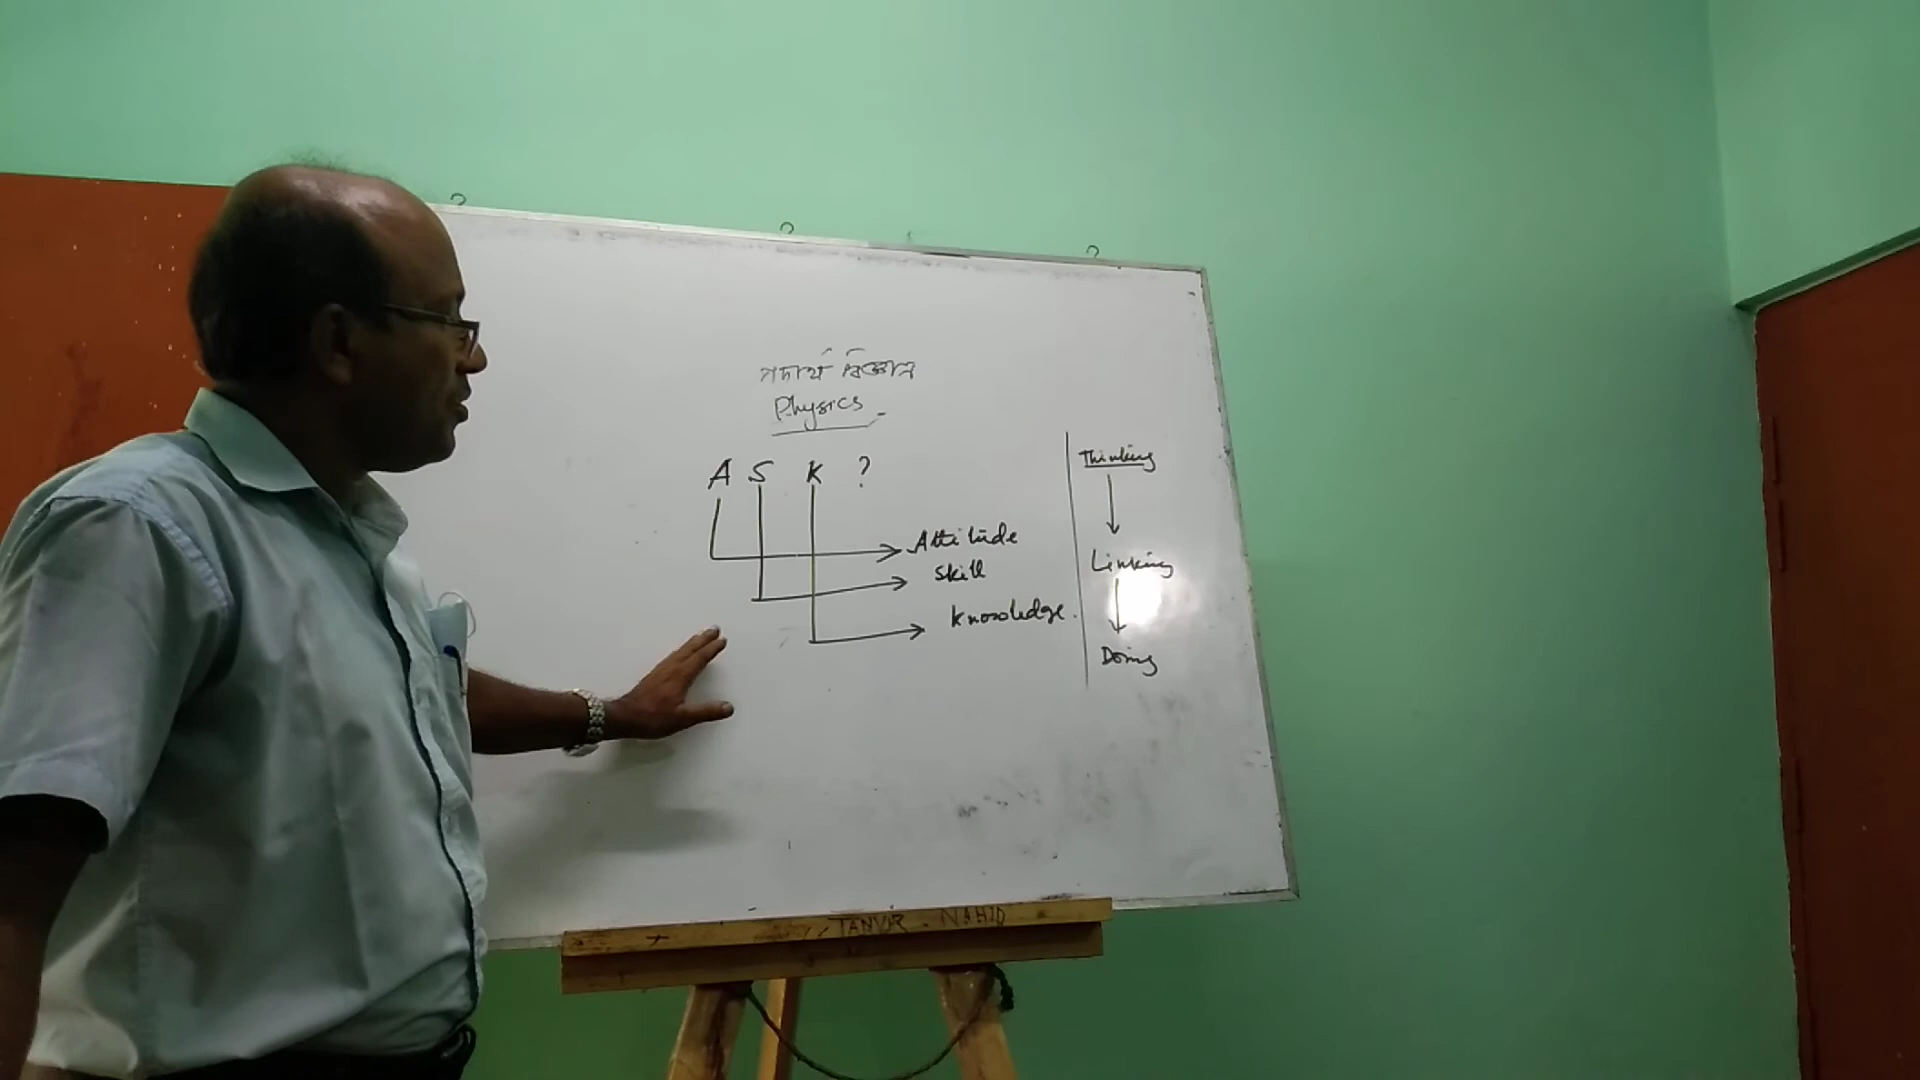 পদার্থ বিজ্ঞান
Physics
A S K ?
Attitude
Skill
Knowledge.
Thinking
Linking
Doing
TANVIR. NAHID